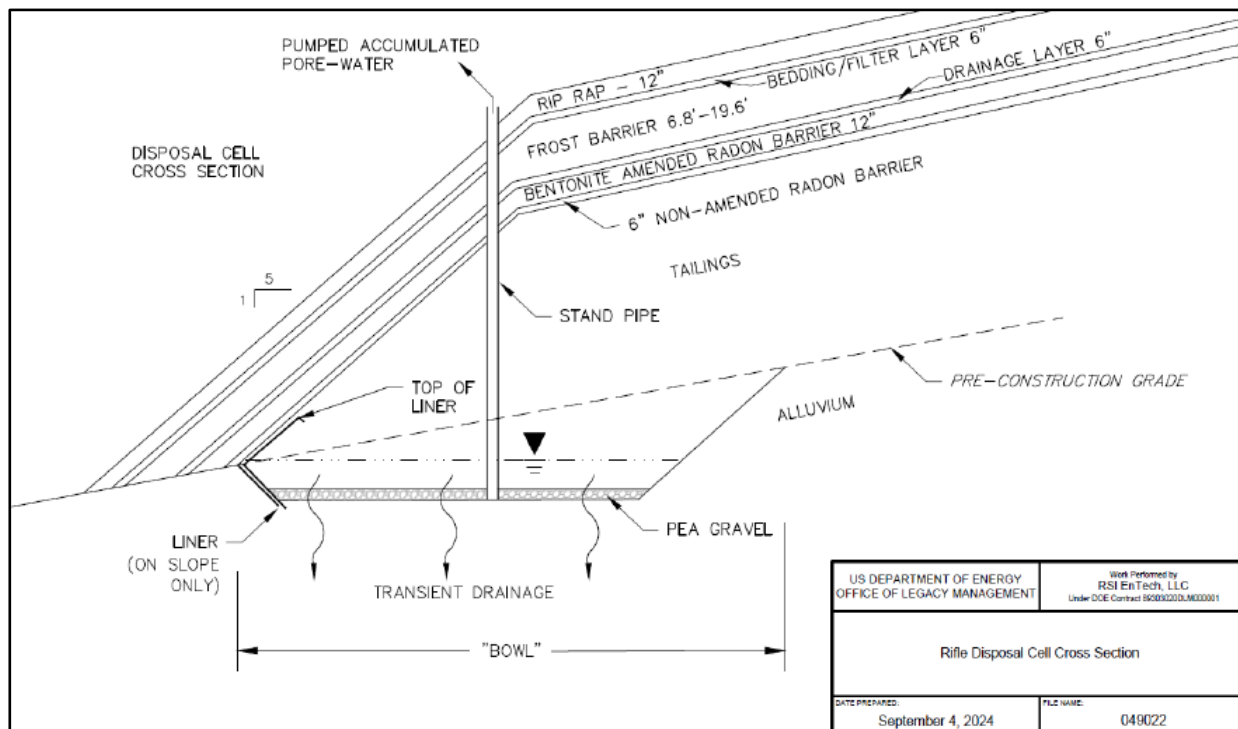 PUMPED ACCUMULATED
PORE-WATER
DISPOSAL CELL
CROSS SECTION
RIP RAP - 12"
BEDDING/FILTER LAYER 6"
DRAINAGE LAYER 6"
FROST BARRIER 6.8'-19.6'
BENTONITE AMENDED RADON BARRIER 12"
6" NON-AMENDED RADON BARRIER
TAILINGS
5
1
STAND PIPE
TOP OF
LINER
PRE-CONSTRUCTION GRADE
ALLUVIUM
PEA GRAVEL
LINER
(ON SLOPE
ONLY)
TRANSIENT DRAINAGE
"BOWL"
US DEPARTMENT OF ENERGY
OFFICE OF LEGACY MANAGEMENT
Work Performed by
RSI EnTech, LLC
Under DOE Contract
Rifle Disposal Cell Cross Section
DATE PREPARED:
September 4, 2024
FILE NAME:
049022